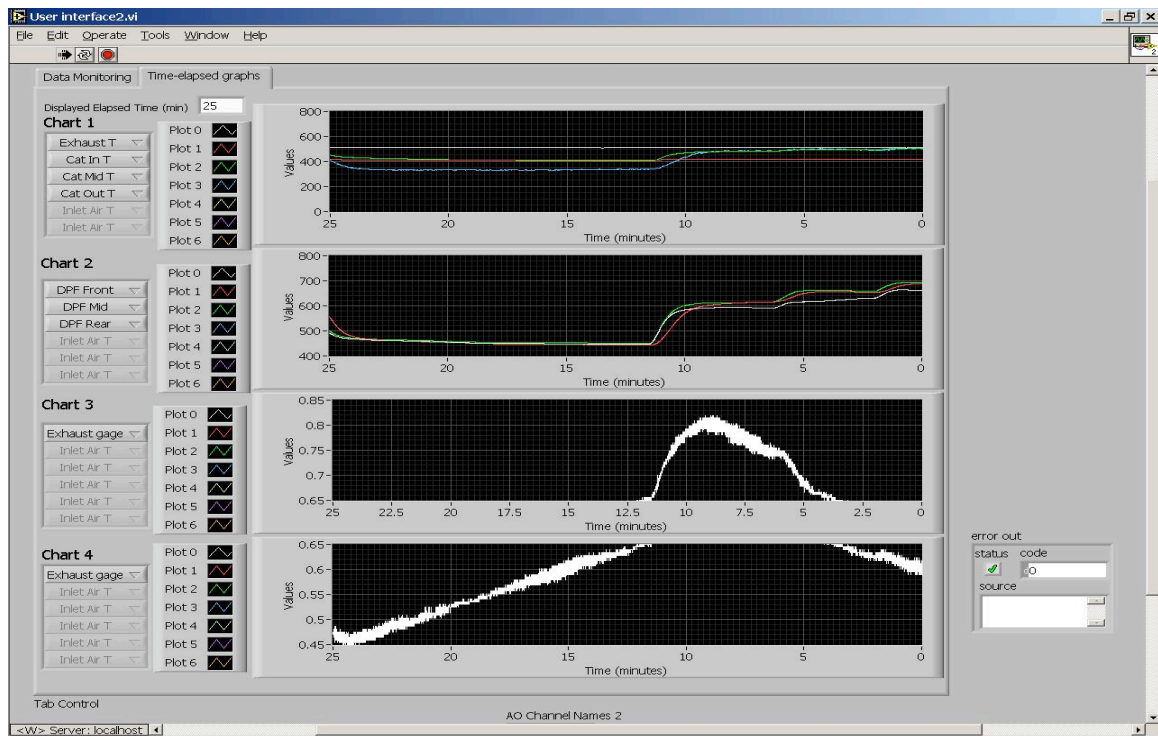 User interface2.vi
File Edit Operate Tools Window Help
2
Data Monitoring Time-elapsed graphs
Displayed Elapsed Time (min) 25
Chart 1
Exhaust T
Cat In T
Cat Mid T
Cat Out T
Inlet Air T
Inlet Air T
Plot 0
Plot 1
Plot 2
Plot 3
Plot 4
Plot 5
Plot 6
Values
800
600
400
200
0
25 20 15 10 5 0
Time (minutes)
Chart 2
DPF Front
DPF Mid
DPF Rear
Inlet Air T
Inlet Air T
Inlet Air T
Plot 0
Plot 1
Plot 2
Plot 3
Plot 4
Plot 5
Plot 6
Values
800
700
600
500
400
25 20 15 10 5 0
Time (minutes)
Chart 3
Exhaust gage
Inlet Air T
Inlet Air T
Inlet Air T
Inlet Air T
Inlet Air T
Plot 0
Plot 1
Plot 2
Plot 3
Plot 4
Plot 5
Plot 6
Values
0.85
0.8
0.75
0.7
0.65
25 22.5 20 17.5 15 12.5 10 7.5 5 2.5 0
Time (minutes)
Chart 4
Exhaust gage
Inlet Air T
Inlet Air T
Inlet Air T
Inlet Air T
Inlet Air T
Plot 0
Plot 1
Plot 2
Plot 3
Plot 4
Plot 5
Plot 6
Values
0.65
0.6
0.55
0.5
0.45
25 20 15 10 5 0
Time (minutes)
error out
status code
0
source
Tab Control
AO Channel Names 2
<W> Server: localhost